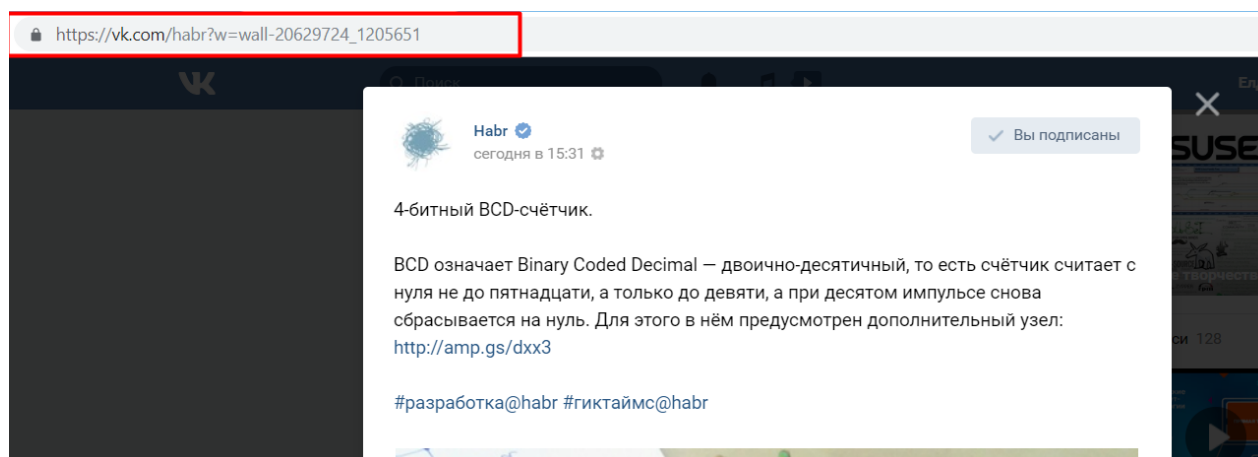 https://vk.com/habr?w=wall-20629724_1205651
Поиск
Ел
Habr
сегодня в 15:31
Вы подписаны
SUSE
4-битный BCD-счётчик.
BCD означает Binary Coded Decimal — двоично-десятичный, то есть счётчик считает с
нуля не до пятнадцати, а только до девяти, а при десятом импульсе снова
сбрасывается на нуль. Для этого в нём предусмотрен дополнительный узел:
http://amp.gs/dxx3
си 128
#разработка@habr #гиктаймс@habr